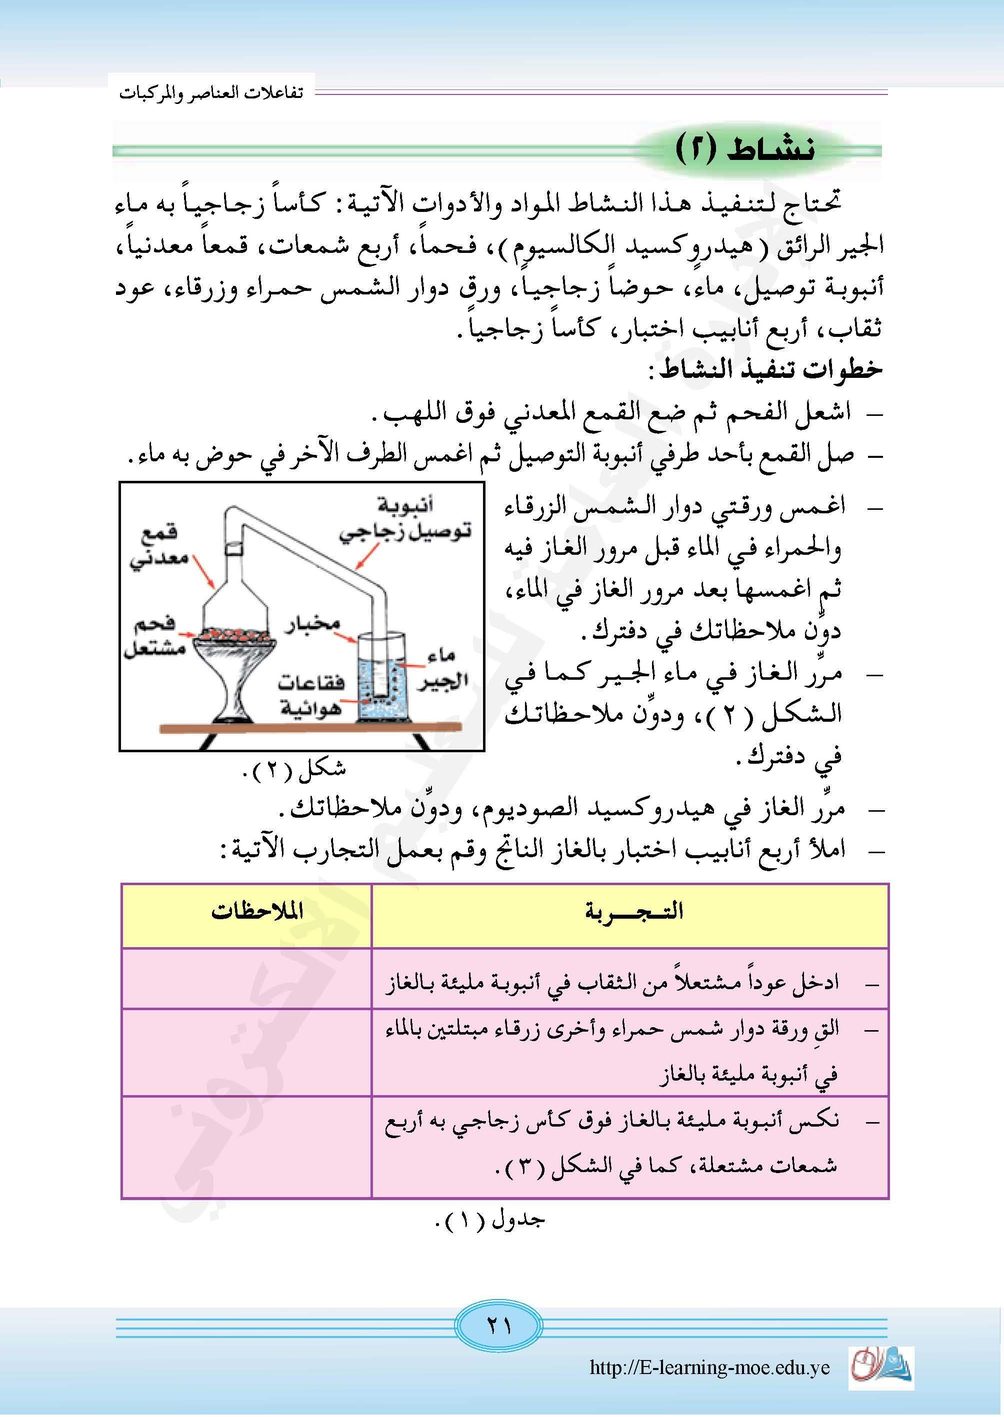 تفاعلات العناصر والمركبات
نشـاط (٢)
تحتاج لتنفيذ هذا النشاط المواد والأدوات الآتية: كأساً زجاجياً به ماء
الجير الرائق (هيدروكسيد الكالسيوم)، فحماً، أربع شمعات، قمعاً معدنياً،
أنبوبة توصيل، ماءً، حوضاً زجاجياً، ورق دوار الشمس حمراء وزرقاء، عود
ثقاب، أربع أنابيب اختبار، كأساً زجاجياً.
خطوات تنفيذ النشاط:
– اشعل الفحم ثم ضع القمع المعدني فوق اللهب.
– صل القمع بأحد طرفي أنبوبة التوصيل ثم اغمس الطرف الآخر في حوض به ماء.
– اغمس ورقتي دوار الشمس الزرقاء
والحمراء في الماء قبل مرور الغاز فيه
ثم اغمسها بعد مرور الغاز في الماء،
دوِّن ملاحظاتك في دفترك.
– مرِّر الغاز في ماء الجير كما في
الشكل (٢)، ودوِّن ملاحظاتك
في دفترك.
أنبوبة
توصيل زجاجي
قمع
معدني
فحم
مشتعل
مخبار
ماء
الجير
فقاعات
هوائية
شكل (٢).
– مرِّر الغاز في هيدروكسيد الصوديوم، ودوِّن ملاحظاتك.
– املأ أربع أنابيب اختبار بالغاز الناتج وقم بعمل التجارب الآتية:
التـجـــربة
الملاحظات
– ادخل عوداً مشتعلاً من الثقاب في أنبوبة مليئة بالغاز
– القِ ورقة دوار شمس حمراء وأخرى زرقاء مبتلتين بالماء
في أنبوبة مليئة بالغاز
– نكس أنبوبة مليئة بالغاز فوق كأس زجاجي به أربع
شمعات مشتعلة، كما في الشكل (٣).
جدول (١).
٢١
http://E-learning-moe.edu.ye
الإدارة العامة للتعليم الإلكتروني